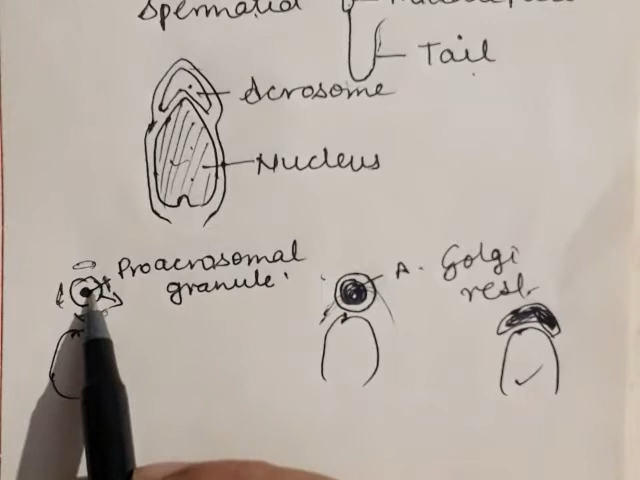 Spermatid
Tail
Acrosome
Nucleus
Proacrosomal
granule
A. Golgi
rest.